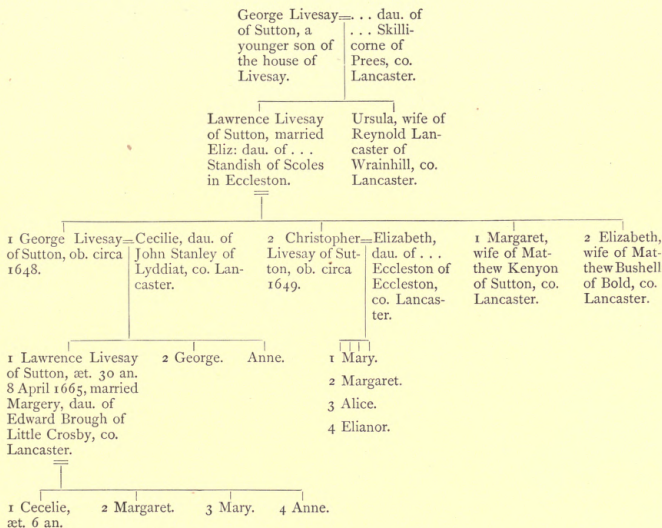 George Livesay=. . . dau. of
of Sutton, a
younger son of
the house of
Livesay.
. . . Skilli-
corne of
Prees, co.
Lancaster.
Lawrence Livesay
of Sutton, married
Eliz: dau. of . . .
Standish of Scoles
in Eccleston.
Ursula, wife of
Reynold Lan-
caster of
Wrainhill, co.
Lancaster.
1 George Livesay=
of Sutton, ob. circa
1648.
Cecilie, dau. of
John Stanley of
Lyddiat, co. Lan-
caster.
2 Christopher=
Livesay of Sut-
ton, ob. circa
1649.
Elizabeth,
dau. of . . .
Eccleston of
Eccleston,
co. Lancas-
ter.
1 Margaret,
wife of Mat-
thew Kenyon
of Sutton, co.
Lancaster.
2 Elizabeth,
wife of Mat-
thew Bushell
of Bold, co.
Lancaster.
1 Lawrence Livesay
of Sutton, æt. 30 an.
8 April 1665, married
Margery, dau. of
Edward Brough of
Little Crosby, co.
Lancaster.
2 George.
Anne.
1 Mary.
2 Margaret.
3 Alice.
4 Elianor.
1 Cecelie,
æt. 6 an.
2 Margaret.
3 Mary.
4 Anne.